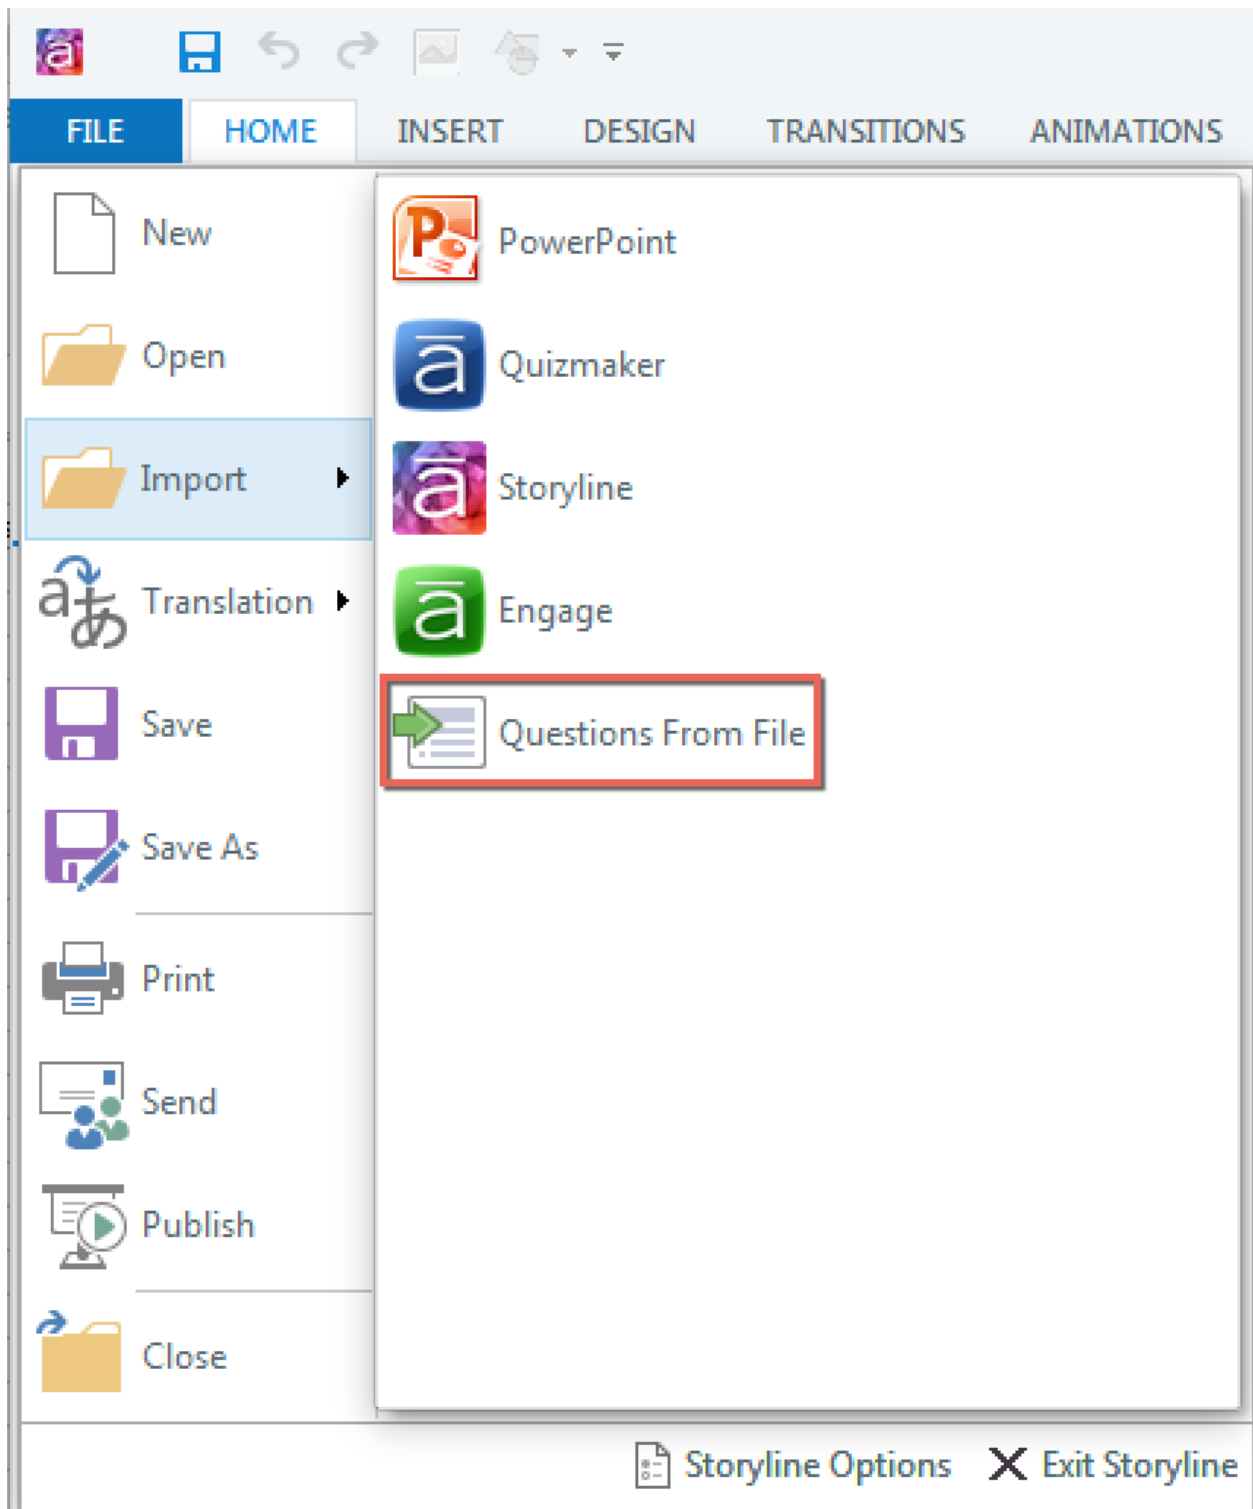 FILE HOME INSERT DESIGN TRANSITIONS ANIMATIONS
New
Open
Import
Translation
Save
Save As
Print
Send
Publish
Close
PowerPoint
Quizmaker
Storyline
Engage
Questions From File
Storyline Options Exit Storyline